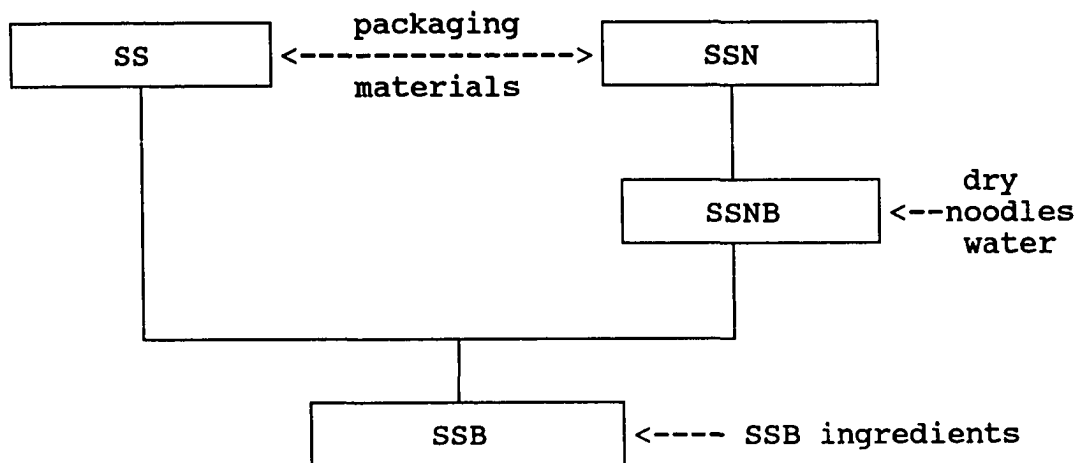 packaging
SS <--------------> SSN
materials
dry
SSNB <--noodles
water
SSB <---- SSB ingredients